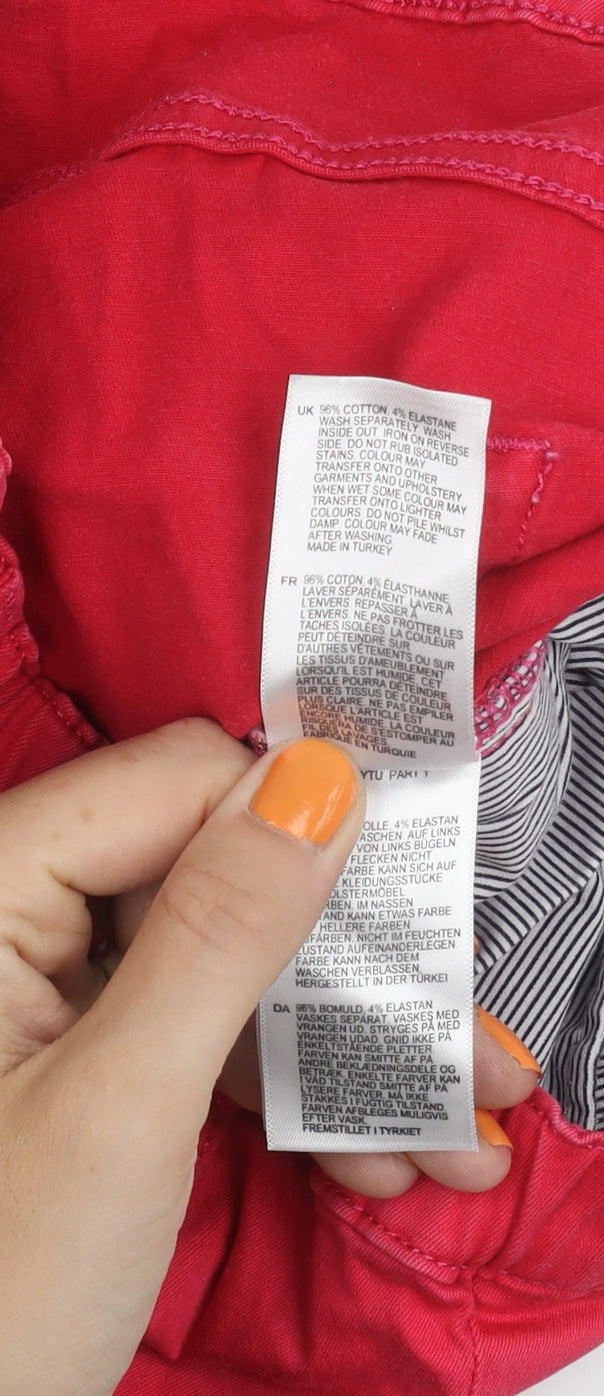 UK 96% COTTON, 4% ELASTANE
WASH SEPARATELY. WASH
INSIDE OUT. IRON ON REVERSE
SIDE. DO NOT RUB ISOLATED
STAINS. COLOUR MAY
TRANSFER ONTO OTHER
GARMENTS AND UPHOLSTERY.
WHEN WET SOME COLOUR MAY
TRANSFER ONTO LIGHTER
COLOURS. DO NOT PILE WHILST
DAMP. COLOUR MAY FADE
AFTER WASHING
MADE IN TURKEY
FR 96% COTON, 4% ÉLASTHANNE
LAVER SÉPARÉMENT. LAVER À
L'ENVERS. REPASSER À
L'ENVERS. NE PAS FROTTER LES
TACHES ISOLÉES. LA COULEUR
PEUT DÉTEINDRE SUR
D'AUTRES VÊTEMENTS OU SUR
LES TISSUS D'AMEUBLEMENT
LORSQU'IL EST HUMIDE, CET
ARTICLE POURRA DÉTEINDRE
SUR DES TISSUS DE COULEUR
PLUS CLAIRE. NE PAS EMPILER
LORSQUE L'ARTICLE EST
ENCORE HUMIDE. LA COULEUR
RISQUERA DE S'ESTOMPER AU
FIL DES LAVAGES.
FABRIQUÉ EN TURQUIE
PART 1
OLLE, 4% ELASTAN
ASCHEN. AUF LINKS
VON LINKS BÜGELN.
FLECKEN NICHT
FARBE KANN SICH AUF
KLEIDUNGSSTÜCKE
OLSTERMÖBEL
RBEN. IM NASSEN
TAND KANN ETWAS FARBE
HELLERE FARBEN
FÄRBEN. NICHT IM FEUCHTEN
ZUSTAND AUFEINANDERLEGEN.
FARBE KANN NACH DEM
WASCHEN VERBLASSEN
HERGESTELLT IN DER TÜRKEI
DA 96% BOMULD, 4% ELASTAN
VASKES SEPARAT. VASKES MED
VRANGEN UD. STRYGES PÅ MED
VRANGEN UDAD. GNID IKKE PÅ
ENKELTSTÅENDE PLETTER.
FARVEN KAN SMITTE AF PÅ
ANDRE BEKLÆDNINGSDELE OG
BETRÆK. ENKELTE FARVER KAN
I VÅD TILSTAND SMITTE AF PÅ
LYSERE FARVER. MÅ IKKE
STAKKES I FUGTIG TILSTAND.
FARVEN AFBLEGES MULIGVIS
EFTER VASK.
FREMSTILLET I TYRKIET